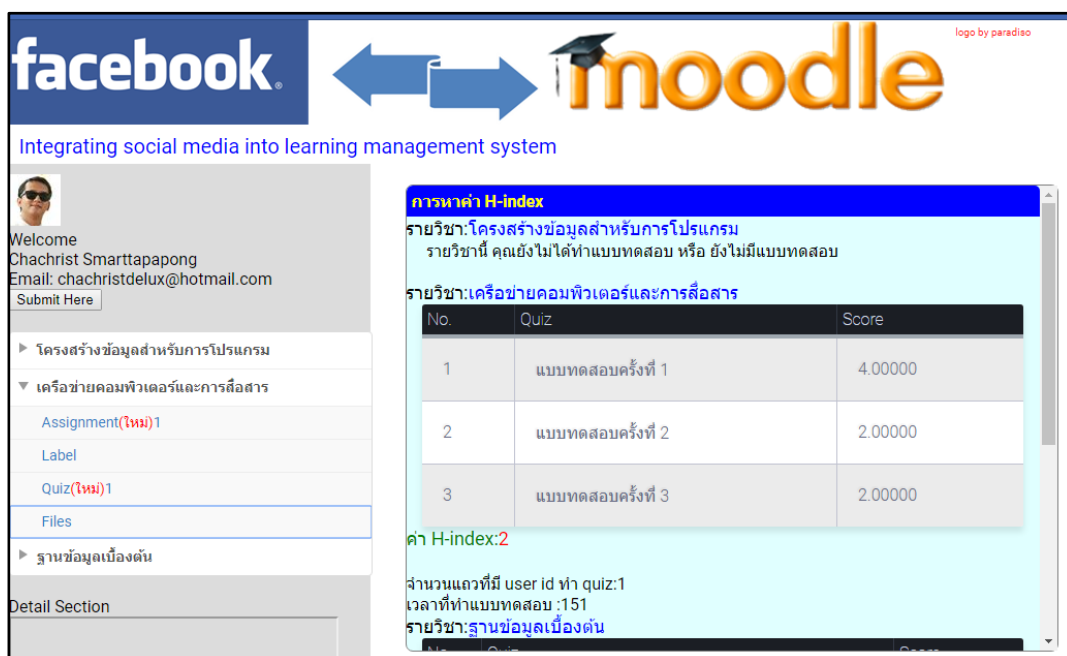 facebook.
moodle
logo by paradiso
Integrating social media into learning management system
Welcome
Chachrist Smarttapapong
Email: chachristdelux@hotmail.com
Submit Here
โครงสร้างข้อมูลสำหรับการโปรแกรม
เครือข่ายคอมพิวเตอร์และการสื่อสาร
Assignment(ใหม่)1
Label
Quiz(ใหม่)1
Files
ฐานข้อมูลเบื้องต้น
Detail Section
การหาค่า H-index
รายวิชา:โครงสร้างข้อมูลสำหรับการโปรแกรม
รายวิชานี้ คุณยังไม่ได้ทำแบบทดสอบ หรือ ยังไม่มีแบบทดสอบ
รายวิชา:เครือข่ายคอมพิวเตอร์และการสื่อสาร
No. Quiz Score
1 แบบทดสอบครั้งที่ 1 4.00000
2 แบบทดสอบครั้งที่ 2 2.00000
3 แบบทดสอบครั้งที่ 3 2.00000
ค่า H-index:2
จำนวนแถวที่มี user id ทำ quiz:1
เวลาที่ทำแบบทดสอบ :151
รายวิชา:ฐานข้อมูลเบื้องต้น
No. Quiz Score